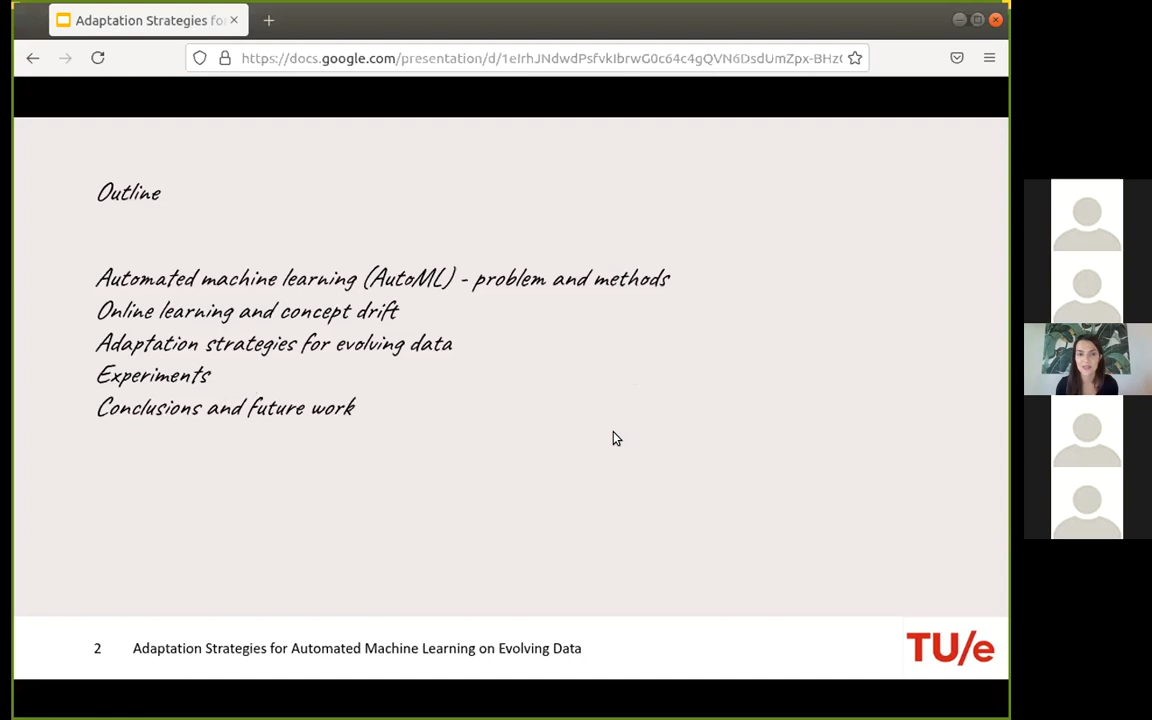 Adaptation Strategies fo
https://docs.google.com/presentation/d/1eIrhJNdwdPsfvkIbrwG0c64c4gQVN6DsdUmZpx-BHz
Outline
Automated machine learning (AutoML) - problem and methods
Online learning and concept drift
Adaptation strategies for evolving data
Experiments
Conclusions and future work
2 Adaptation Strategies for Automated Machine Learning on Evolving Data
TU/e